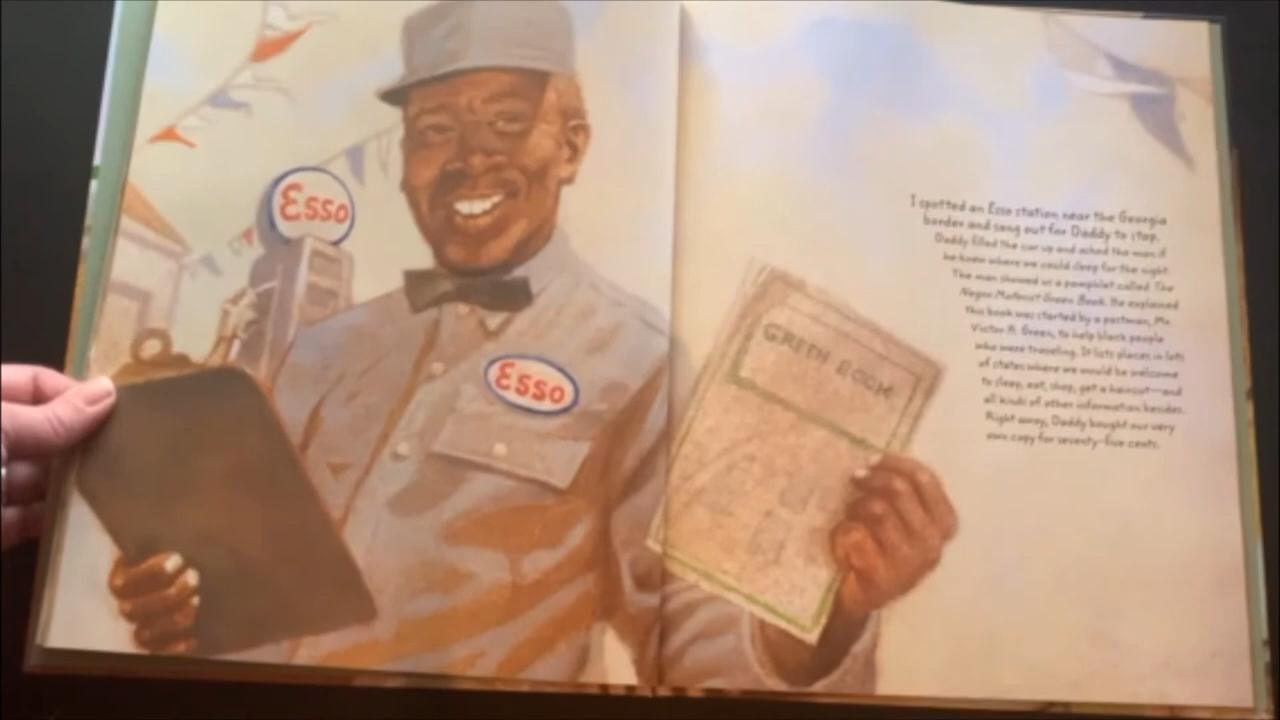 Esso
Esso
GREEN BOOK
I spotted an Esso station near the Georgia
border and sang out for Daddy to stop.
Daddy filled the car up and asked the man if
he knew where we could sleep for the night.
The man showed us a pamphlet called The
Negro Motorist Green Book. He explained
this book was started by a postman, Mr.
Victor H. Green, to help black people
who were traveling. It lists places in lots
of states where we would be welcome
to sleep, eat, shop, get a haircut—and
all kinds of other information besides.
Right away, Daddy bought our very
own copy for seventy-five cents.